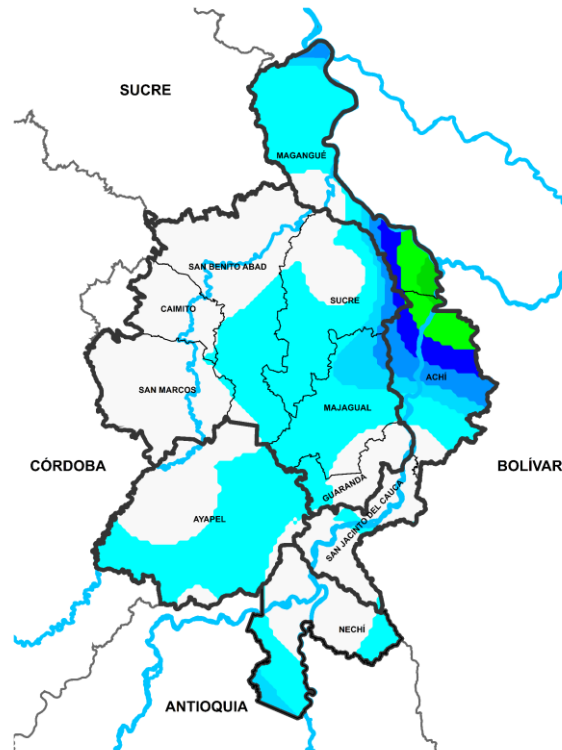 SUCRE
MAGANGUÉ
SAN BENITO ABAD
SUCRE
CAIMITO
ACHÍ
SAN MARCOS
MAJAGUAL
CÓRDOBA
BOLÍVAR
GUARANDA
AYAPEL
SAN JACINTO DEL CAUCA
NECHÍ
ANTIOQUIA